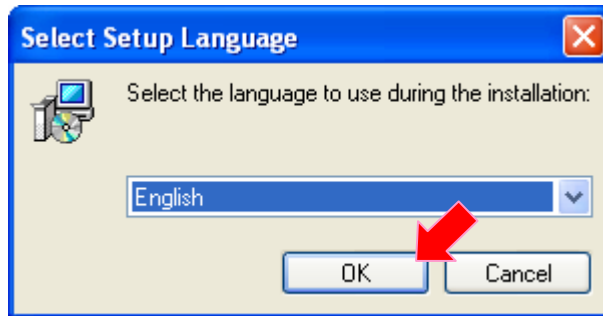 Select Setup Language
Select the language to use during the installation:
English
OK
Cancel